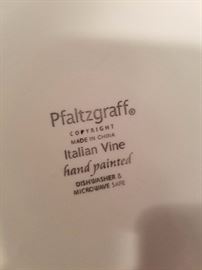 Pfaltzgraff®
COPYRIGHT
MADE IN CHINA
Italian Vine
hand painted
DISHWASHER &
MICROWAVE SAFE